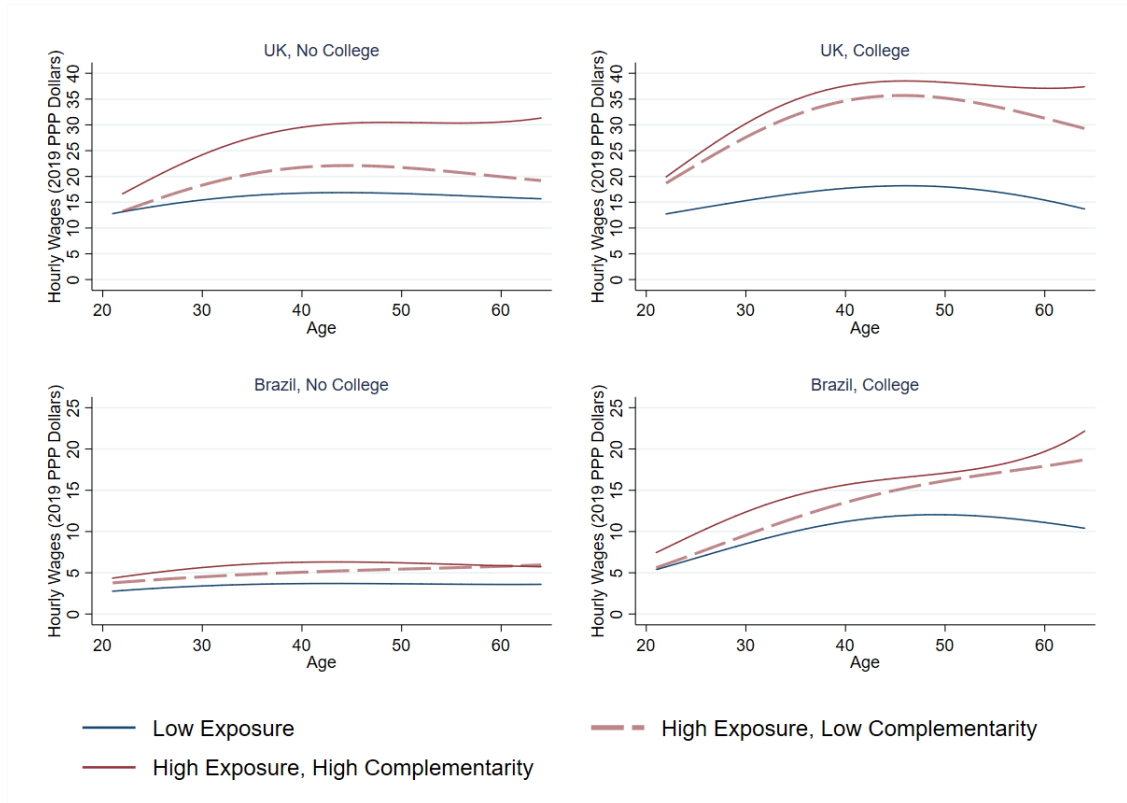 UK, No College
Hourly Wages (2019 PPP Dollars)
0 5 10 15 20 25 30 35 40
20 30 40 50 60
Age
UK, College
Hourly Wages (2019 PPP Dollars)
0 5 10 15 20 25 30 35 40
20 30 40 50 60
Age
Brazil, No College
Hourly Wages (2019 PPP Dollars)
0 5 10 15 20 25
20 30 40 50 60
Age
Brazil, College
Hourly Wages (2019 PPP Dollars)
0 5 10 15 20 25
20 30 40 50 60
Age
Low Exposure
High Exposure, Low Complementarity
High Exposure, High Complementarity